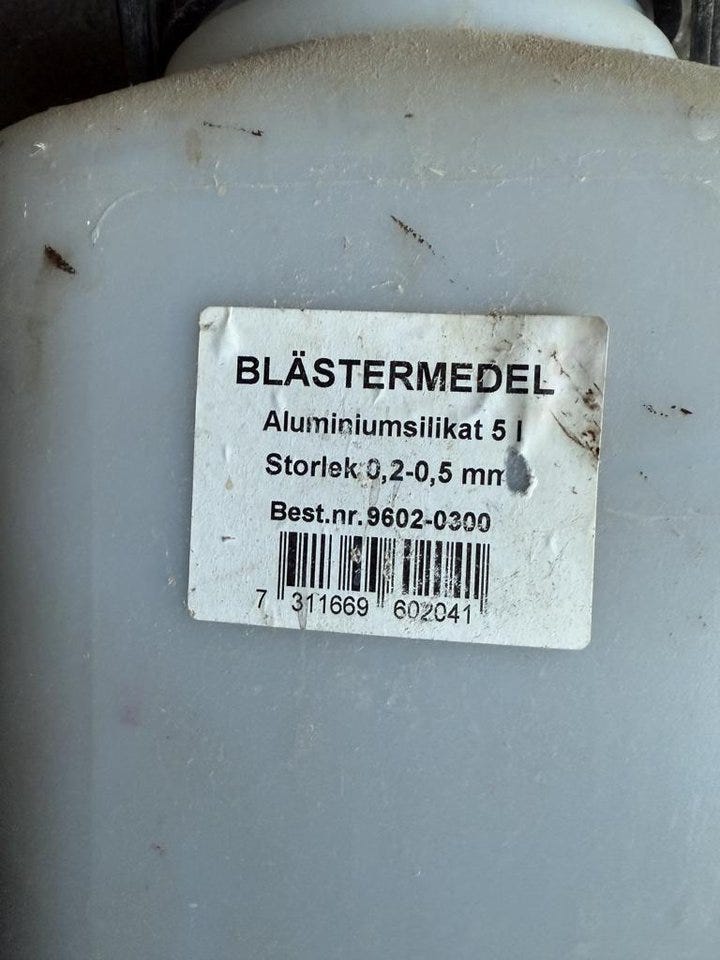 BLÄSTERMEDEL
Aluminiumsilikat 5 l
Storlek 0,2-0,5 mm
Best.nr. 9602-0300
7 311669 602041